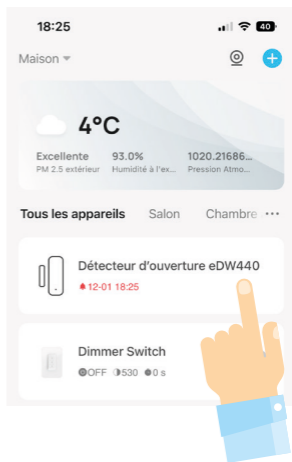 18:25
40
Maison
4°C
Excellente 93.0% 1020.21686...
PM 2.5 extérieur Humidité à l'ex... Pression Atmo...
Tous les appareils Salon Chambre ...
Détecteur d'ouverture eDW440
12-01 18:25
Dimmer Switch
OFF 530 0 s